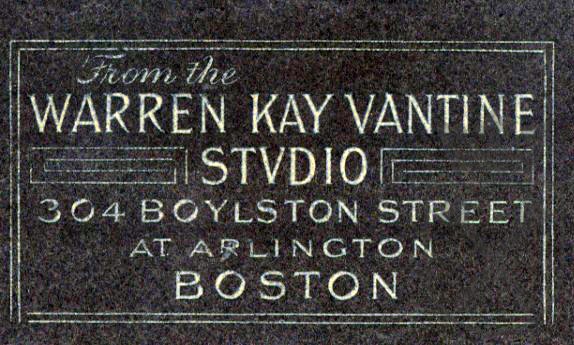 From the
WARREN KAY VANTINE
STVDIO
304 BOYLSTON STREET
AT ARLINGTON
BOSTON